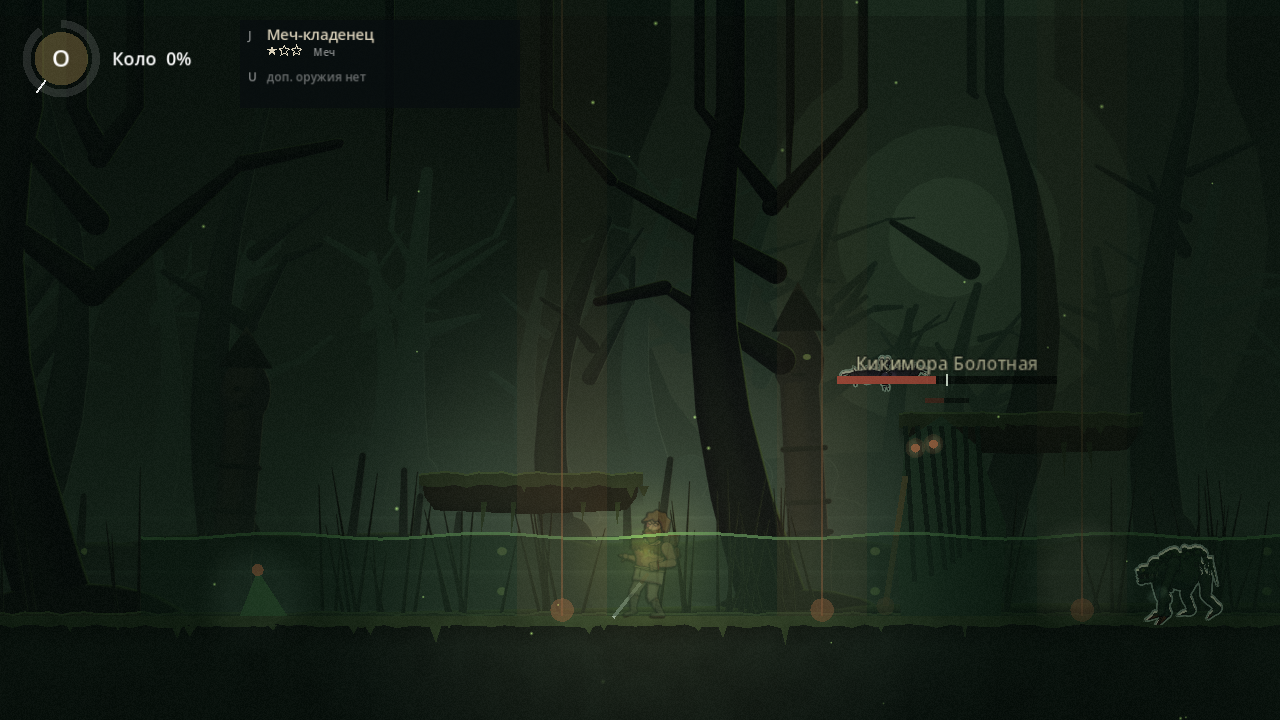 О
Коло 0%
J Меч-кладенец
★☆☆ Меч
U доп. оружия нет
Кикимора Болотная